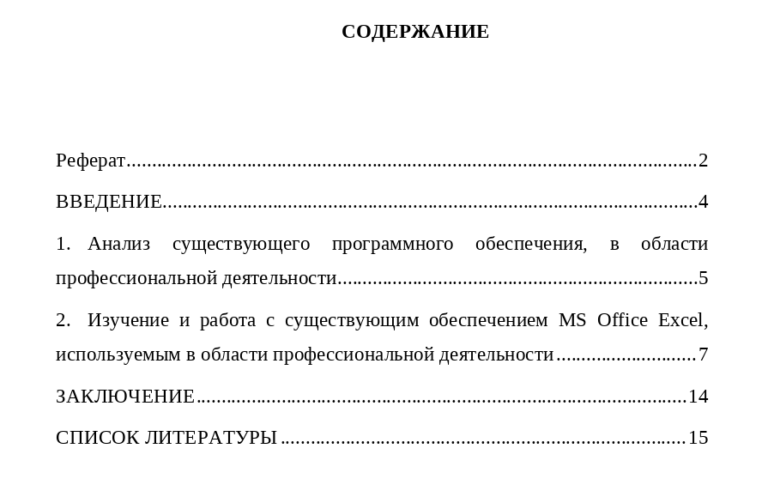 СОДЕРЖАНИЕ
Реферат..................................................................................................................2
ВВЕДЕНИЕ...........................................................................................................4
1. Анализ существующего программного обеспечения, в области
профессиональной деятельности........................................................................5
2. Изучение и работа с существующим обеспечением MS Office Excel,
используемым в области профессиональной деятельности............................7
ЗАКЛЮЧЕНИЕ..................................................................................................14
СПИСОК ЛИТЕРАТУРЫ.................................................................................15